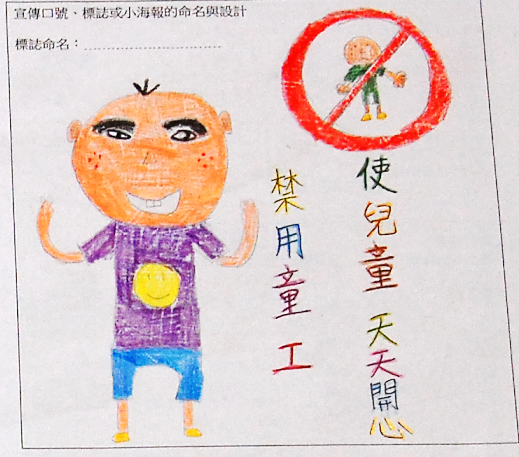 宣傳口號、標誌或小海報的命名與設計
標誌命名：
禁用童工
使兒童天天開心